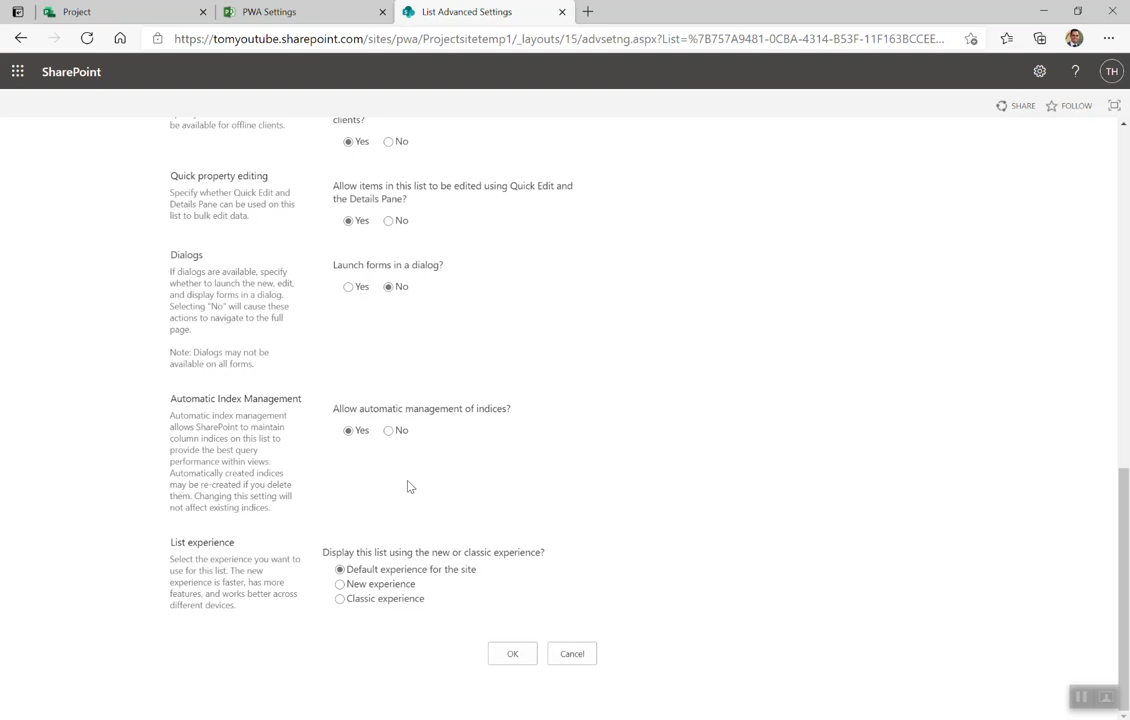 Project
PWA Settings
List Advanced Settings
https://tomyoutube.sharepoint.com/sites/pwa/Projectsitetemp1/_layouts/15/advsetng.aspx?List=%7B757A9481-0CBA-4314-B53F-11F163BCCEE...
SharePoint
?
TH
SHARE
FOLLOW
be available for offline clients.
clients?
Yes No
Quick property editing
Specify whether Quick Edit and
Details Pane can be used on this
list to bulk edit data.
Allow items in this list to be edited using Quick Edit and
the Details Pane?
Yes No
Dialogs
If dialogs are available, specify
whether to launch the new, edit,
and display forms in a dialog.
Selecting "No" will cause these
actions to navigate to the full
page.
Note: Dialogs may not be
available on all forms.
Launch forms in a dialog?
Yes No
Automatic Index Management
Automatic index management
allows SharePoint to maintain
column indices on this list to
provide the best query
performance within views.
Automatically created indices
may be re-created if you delete
them. Changing this setting will
not affect existing indices.
Allow automatic management of indices?
Yes No
List experience
Select the experience you want to
use for this list. The new
experience is faster, has more
features, and works better across
different devices.
Display this list using the new or classic experience?
Default experience for the site
New experience
Classic experience
OK Cancel